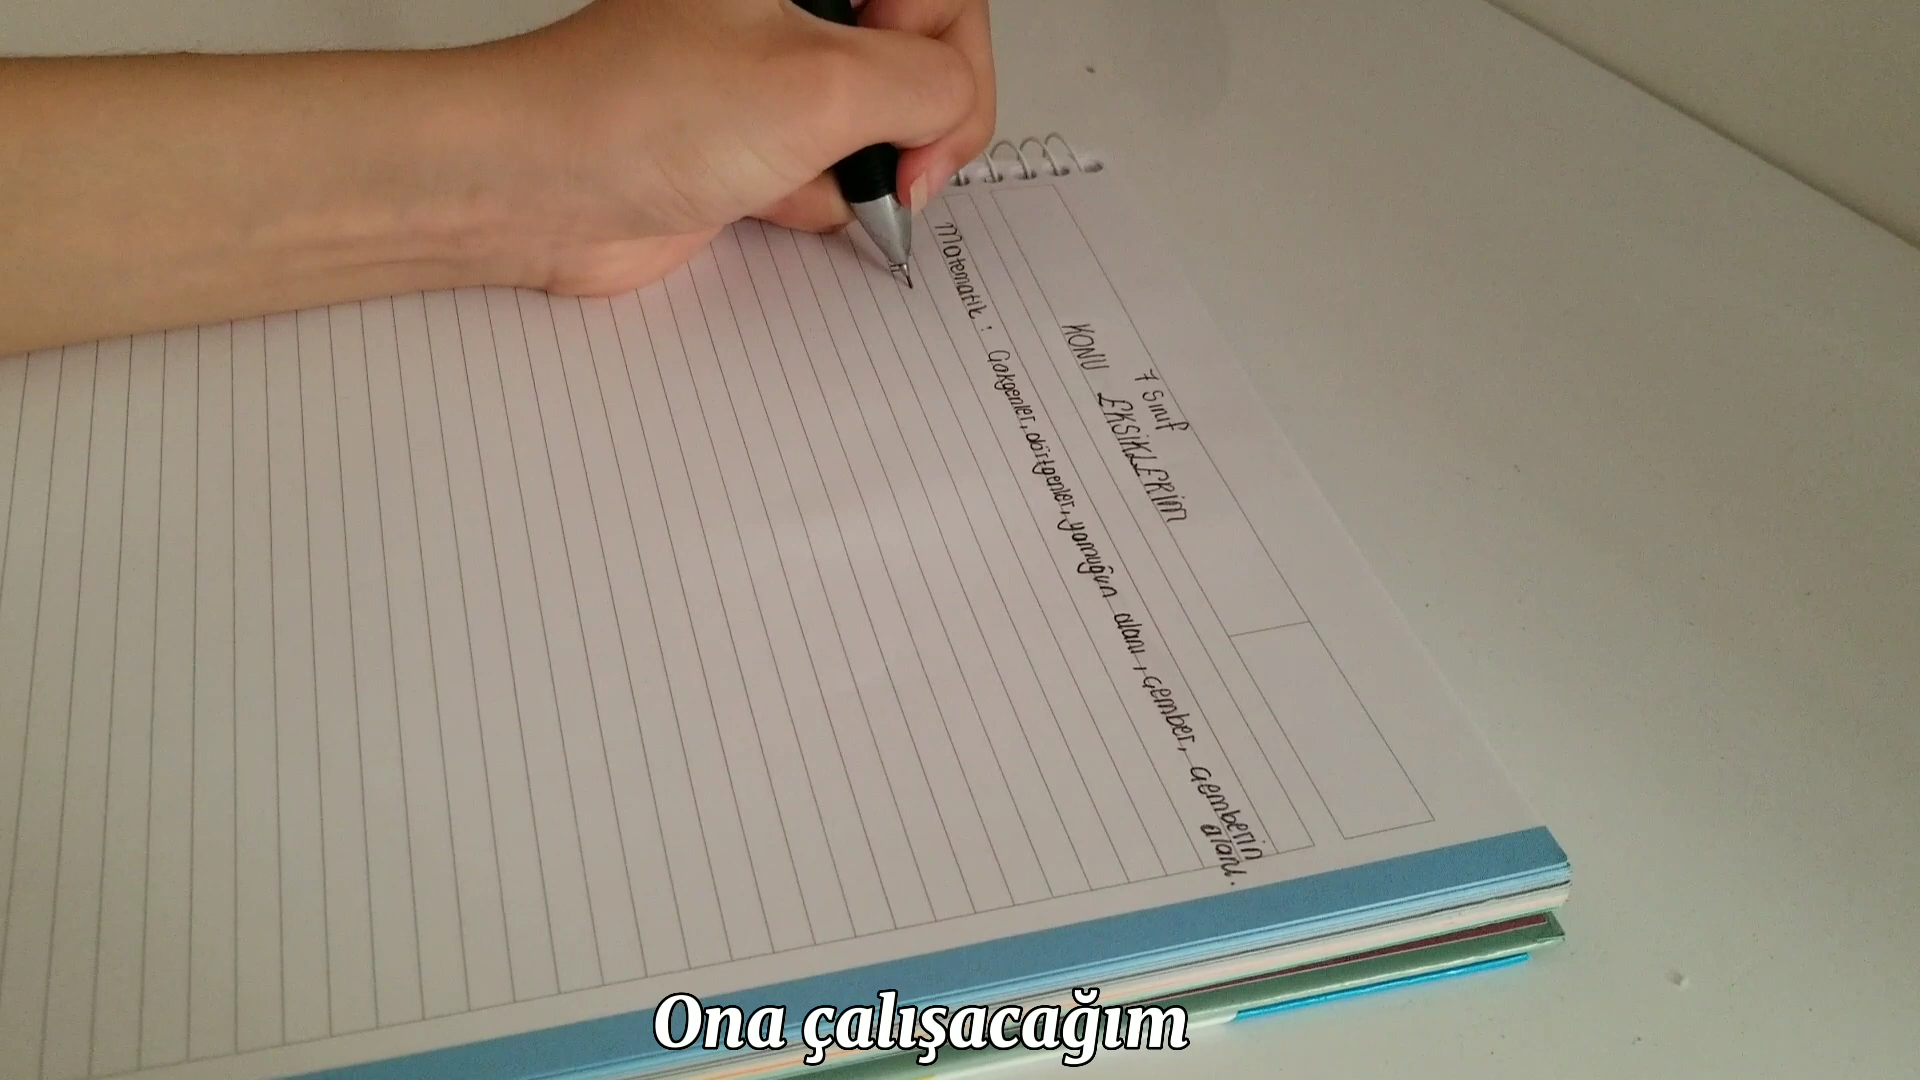 7 sınıf
KONU EKSİKLERİM
Matematik : Çokgenler, dörtgenler, yamuğun alanı, çember, çemberin
alanı.
Ona çalışacağım